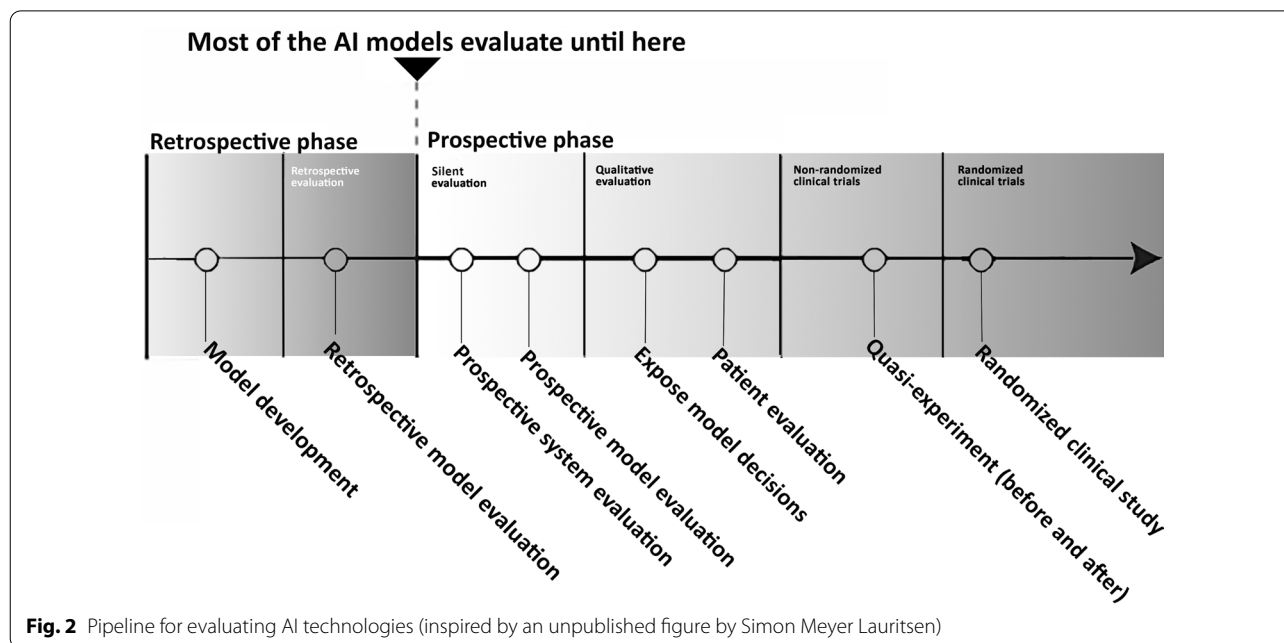 Most of the AI models evaluate until here
Retrospective phase
Prospective phase
Retrospective
evaluation
Silent
evaluation
Qualitative
evaluation
Non-randomized
clinical trials
Randomized
clinical trials
Model development
Retrospective model evaluation
Prospective system evaluation
Prospective model evaluation
Expose model decisions
Patient evaluation
Quasi-experiment (before and after)
Randomized clinical study
Fig. 2 Pipeline for evaluating AI technologies (inspired by an unpublished figure by Simon Meyer Lauritsen)